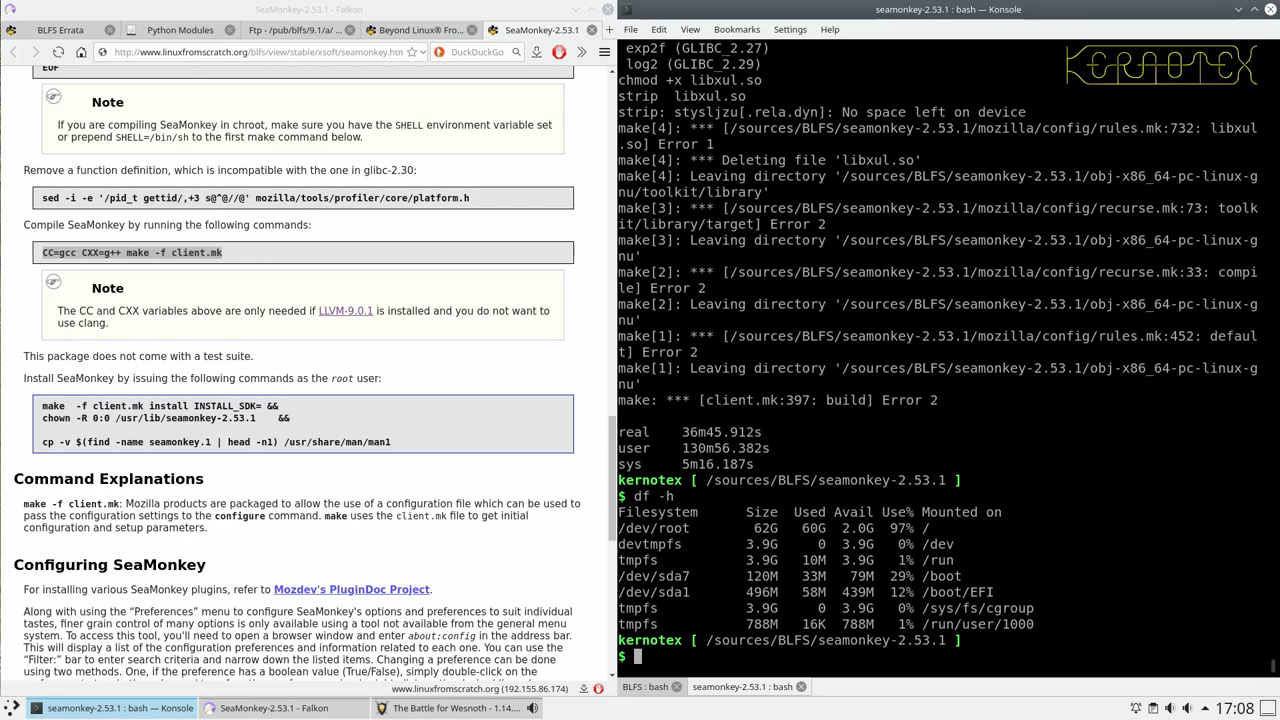 SeaMonkey-2.53.1 - Falkon
BLFS Errata
Python Modules
Ftp - /pub/blfs/9.1/a/
Beyond Linux® Fro...
SeaMonkey-2.53.1
http://www.linuxfromscratch.org/blfs/view/stable/xsoft/seamonkey.htm
DuckDuckGo
EOF
Note
If you are compiling SeaMonkey in chroot, make sure you have the SHELL environment variable set
or prepend SHELL=/bin/sh to the first make command below.
Remove a function definition, which is incompatible with the one in glibc-2.30:
sed -i -e '/pid_t gettid/,+3 s@^@//@' mozilla/tools/profiler/core/platform.h
Compile SeaMonkey by running the following commands:
CC=gcc CXX=g++ make -f client.mk
Note
The CC and CXX variables above are only needed if LLVM-9.0.1 is installed and you do not want to
use clang.
This package does not come with a test suite.
Install SeaMonkey by issuing the following commands as the root user:
make  -f client.mk install INSTALL_SDK= &&
chown -R 0:0 /usr/lib/seamonkey-2.53.1    &&
cp -v $(find -name seamonkey.1 | head -n1) /usr/share/man/man1
Command Explanations
make -f client.mk: Mozilla products are packaged to allow the use of a configuration file which can be used to
pass the configuration settings to the configure command. make uses the client.mk file to get initial
configuration and setup parameters.
Configuring SeaMonkey
For installing various SeaMonkey plugins, refer to Mozdev's PluginDoc Project.
Along with using the “Preferences” menu to configure SeaMonkey's options and preferences to suit individual
tastes, finer grain control of many options is only available using a tool not available from the general menu
system. To access this tool, you'll need to open a browser window and enter about:config in the address bar.
This will display a list of the configuration preferences and information related to each one. You can use the
“Filter:” bar to enter search criteria and narrow down the listed items. Changing a preference can be done
using two methods. One, if the preference has a boolean value (True/False), simply double-click on the
www.linuxfromscratch.org (192.155.86.174)
seamonkey-2.53.1 : bash — Konsole
File Edit View Bookmarks Settings Help
KERNOTEX
exp2f (GLIBC_2.27)
log2 (GLIBC_2.29)
chmod +x libxul.so
strip  libxul.so
strip: stysljzu[.rela.dyn]: No space left on device
make[4]: *** [/sources/BLFS/seamonkey-2.53.1/mozilla/config/rules.mk:732: libxul
.so] Error 1
make[4]: *** Deleting file 'libxul.so'
make[4]: Leaving directory '/sources/BLFS/seamonkey-2.53.1/obj-x86_64-pc-linux-g
nu/toolkit/library'
make[3]: *** [/sources/BLFS/seamonkey-2.53.1/mozilla/config/recurse.mk:73: toolk
it/library/target] Error 2
make[3]: Leaving directory '/sources/BLFS/seamonkey-2.53.1/obj-x86_64-pc-linux-g
nu'
make[2]: *** [/sources/BLFS/seamonkey-2.53.1/mozilla/config/recurse.mk:33: compi
le] Error 2
make[2]: Leaving directory '/sources/BLFS/seamonkey-2.53.1/obj-x86_64-pc-linux-g
nu'
make[1]: *** [/sources/BLFS/seamonkey-2.53.1/mozilla/config/rules.mk:452: defaul
t] Error 2
make[1]: Leaving directory '/sources/BLFS/seamonkey-2.53.1/obj-x86_64-pc-linux-g
nu'
make: *** [client.mk:397: build] Error 2
real    36m45.912s
user    130m56.382s
sys     5m16.187s
kernotex [ /sources/BLFS/seamonkey-2.53.1 ]
$ df -h
Filesystem      Size  Used Avail Use% Mounted on
/dev/root        62G   60G  2.0G  97% /
devtmpfs        3.9G     0  3.9G   0% /dev
tmpfs           3.9G   10M  3.9G   1% /run
/dev/sda7       120M   33M   79M  29% /boot
/dev/sda1       496M   58M  439M  12% /boot/EFI
tmpfs           3.9G     0  3.9G   0% /sys/fs/cgroup
tmpfs           788M   16K  788M   1% /run/user/1000
kernotex [ /sources/BLFS/seamonkey-2.53.1 ]
$
BLFS : bash
seamonkey-2.53.1 : bash
seamonkey-2.53.1 : bash — Konsole
SeaMonkey-2.53.1 - Falkon
The Battle for Wesnoth - 1.14....
17:08